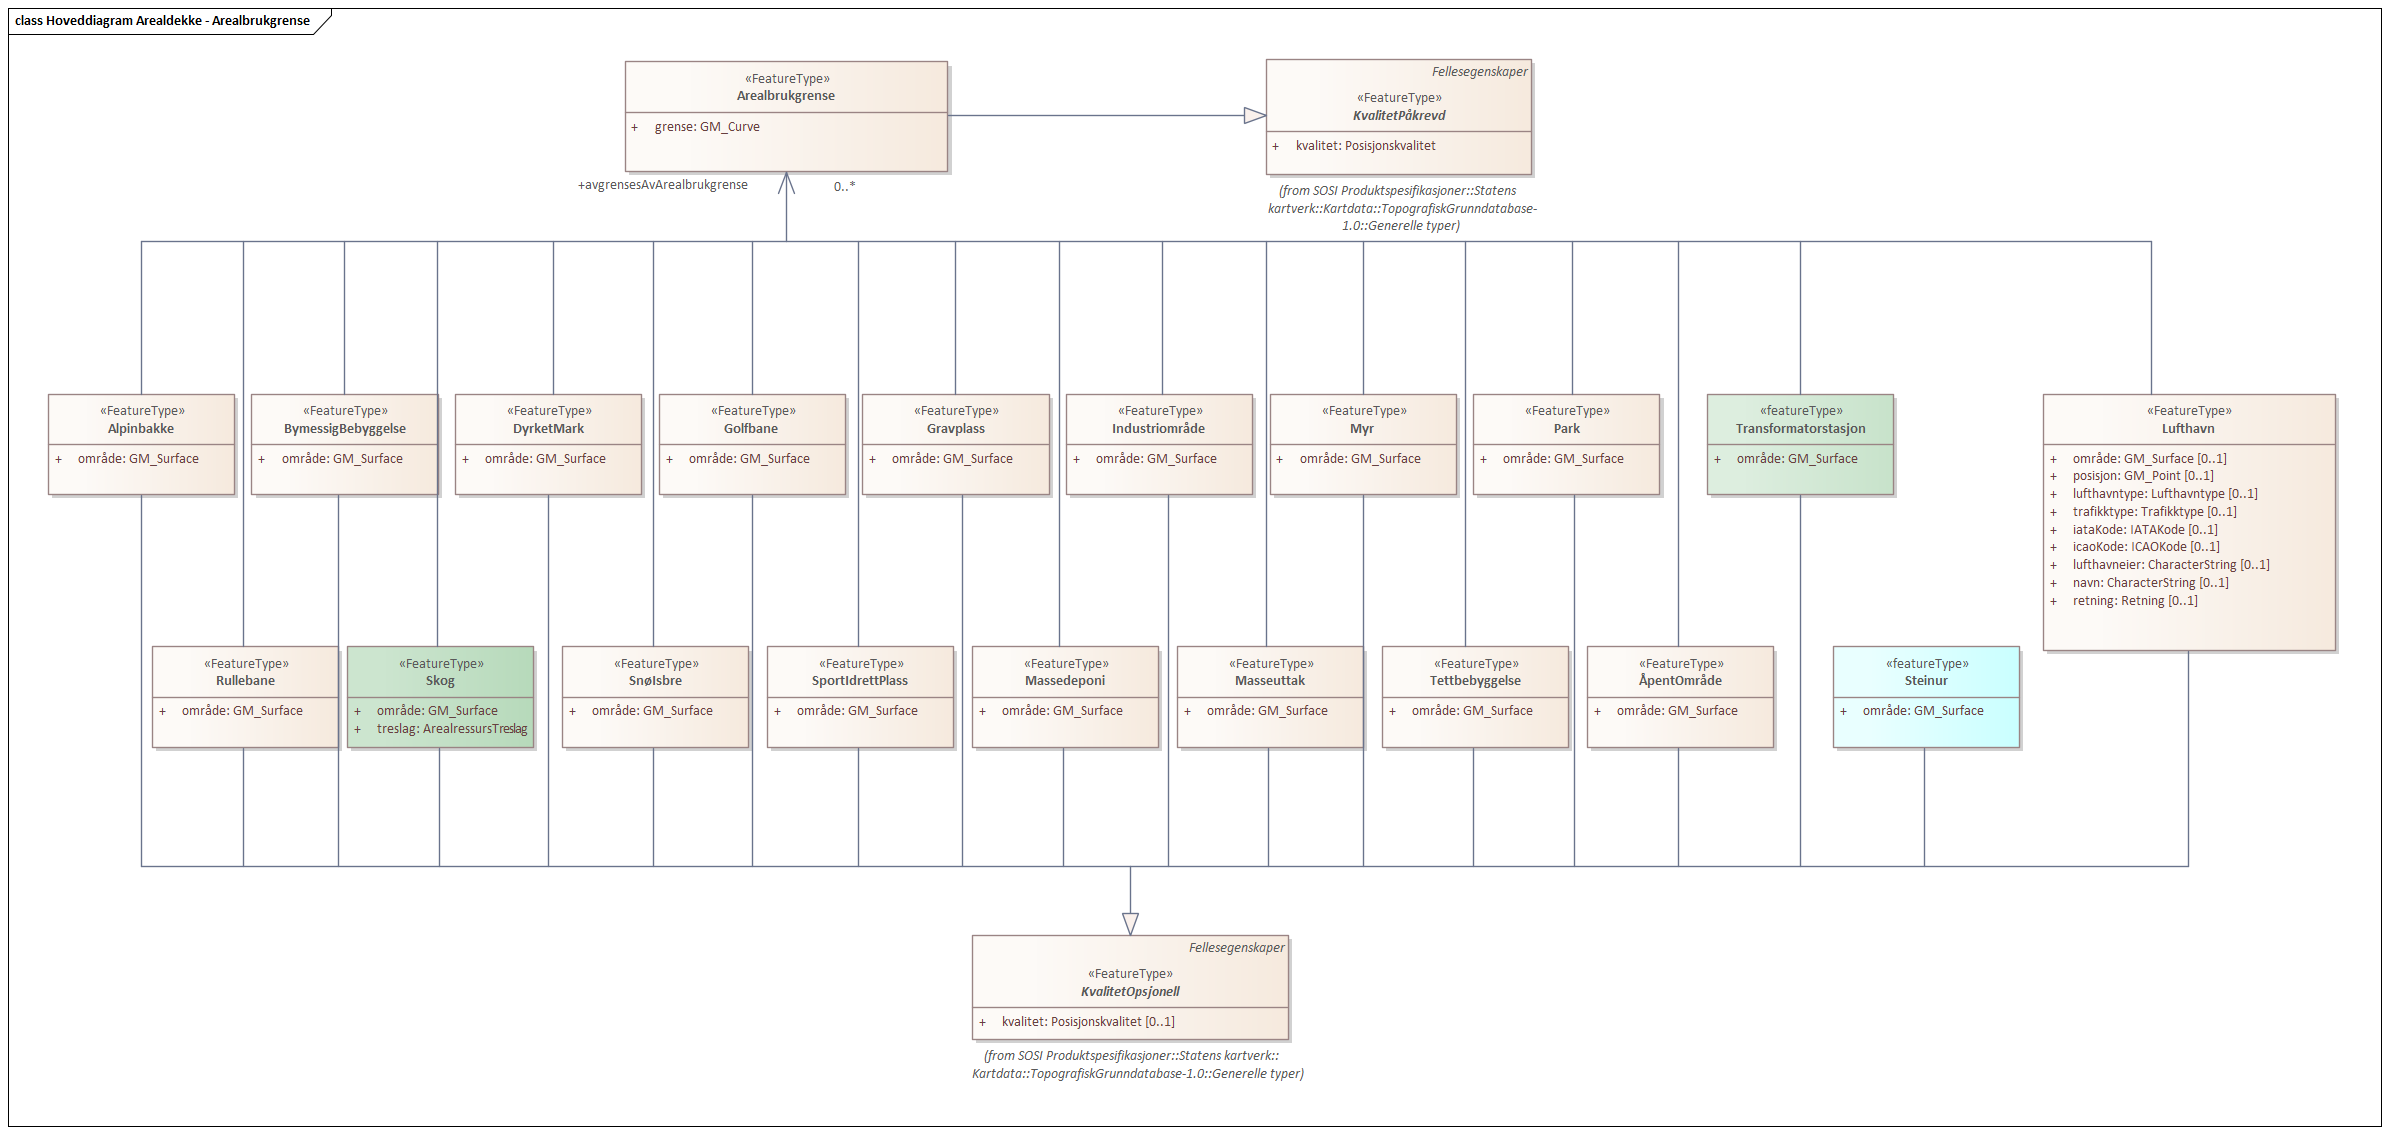 class Hoveddiagram Arealdekke - Arealbrukgrense
«FeatureType»
Arealbrukgrense
+ grense: GM_Curve
Fellesegenskaper
«FeatureType»
KvalitetPåkrevd
+ kvalitet: Posisjonskvalitet
(from SOSI Produktspesifikasjoner::Statens
kartverk::Kartdata::TopografiskGrunndatabase-
1.0::Generelle typer)
+avgrensesAvArealbrukgrense
0..*
«FeatureType»
Alpinbakke
+ område: GM_Surface
«FeatureType»
BymessigBebyggelse
+ område: GM_Surface
«FeatureType»
DyrketMark
+ område: GM_Surface
«FeatureType»
Golfbane
+ område: GM_Surface
«FeatureType»
Gravplass
+ område: GM_Surface
«FeatureType»
Industriområde
+ område: GM_Surface
«FeatureType»
Myr
+ område: GM_Surface
«FeatureType»
Park
+ område: GM_Surface
«featureType»
Transformatorstasjon
+ område: GM_Surface
«FeatureType»
Lufthavn
+ område: GM_Surface [0..1]
+ posisjon: GM_Point [0..1]
+ lufthavntype: Lufthavntype [0..1]
+ trafikktype: Trafikktype [0..1]
+ iataKode: IATAKode [0..1]
+ icaoKode: ICAOKode [0..1]
+ lufthavneier: CharacterString [0..1]
+ navn: CharacterString [0..1]
+ retning: Retning [0..1]
«FeatureType»
Rullebane
+ område: GM_Surface
«FeatureType»
Skog
+ område: GM_Surface
+ treslag: ArealressursTreslag
«FeatureType»
SnøIsbre
+ område: GM_Surface
«FeatureType»
SportIdrettPlass
+ område: GM_Surface
«FeatureType»
Massedeponi
+ område: GM_Surface
«FeatureType»
Masseuttak
+ område: GM_Surface
«FeatureType»
Tettbebyggelse
+ område: GM_Surface
«FeatureType»
ÅpentOmråde
+ område: GM_Surface
«featureType»
Steinur
+ område: GM_Surface
Fellesegenskaper
«FeatureType»
KvalitetOpsjonell
+ kvalitet: Posisjonskvalitet [0..1]
(from SOSI Produktspesifikasjoner::Statens kartverk::
Kartdata::TopografiskGrunndatabase-1.0::Generelle typer)